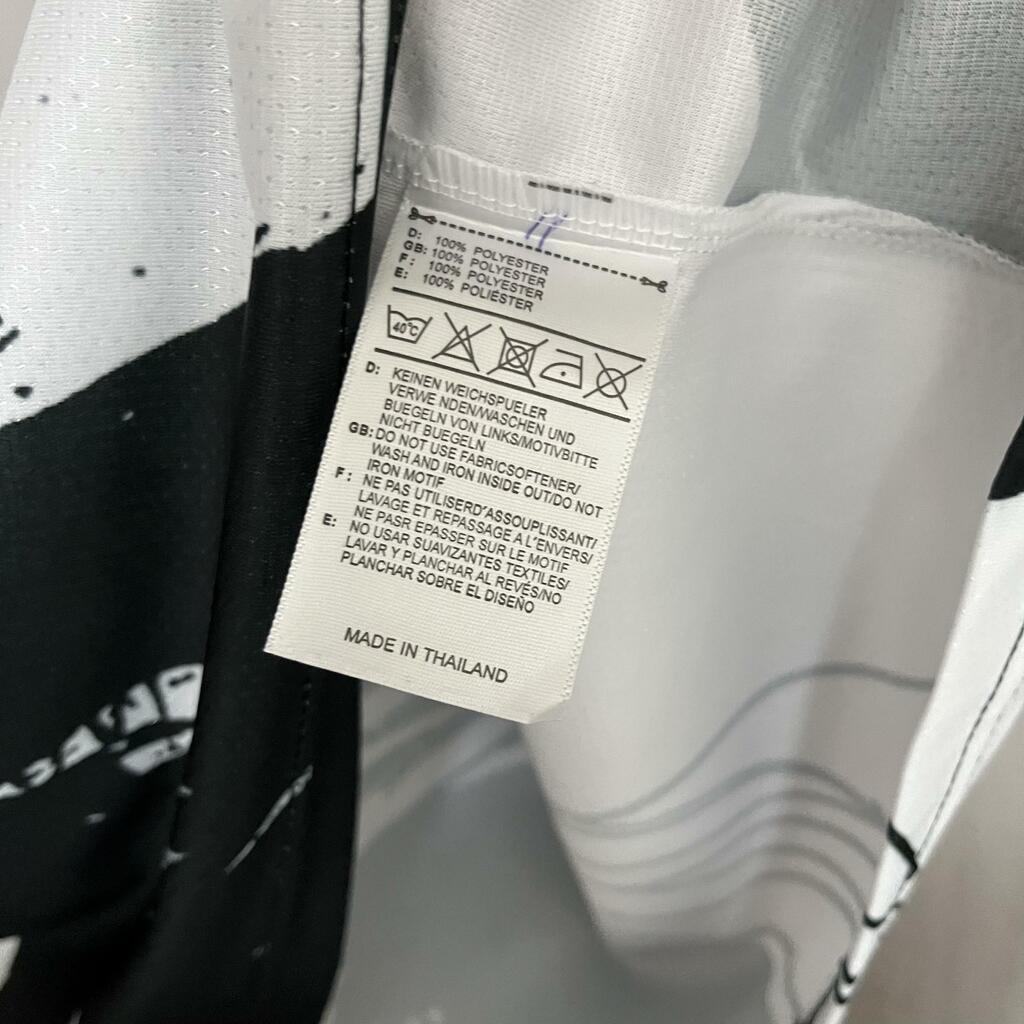 D: 100% POLYESTER
GB: 100% POLYESTER
F: 100% POLYESTER
E: 100% POLIÉSTER
40°C
D: KEINEN WEICHSPUELER
VERWE NDEN/WASCHEN UND
BUEGELN VON LINKS/MOTIVBITTE
NICHT BUEGELN
GB: DO NOT USE FABRICSOFTENER/
WASH AND IRON INSIDE OUT/DO NOT
IRON MOTIF
F: NE PAS UTILISERD'ASSOUPLISSANT/
LAVAGE ET REPASSAGE A L'ENVERS/
NE PASR EPASSER SUR LE MOTIF
E: NO USAR SUAVIZANTES TEXTILES/
LAVAR Y PLANCHAR AL REVÉS/NO
PLANCHAR SOBRE EL DISEÑO
MADE IN THAILAND